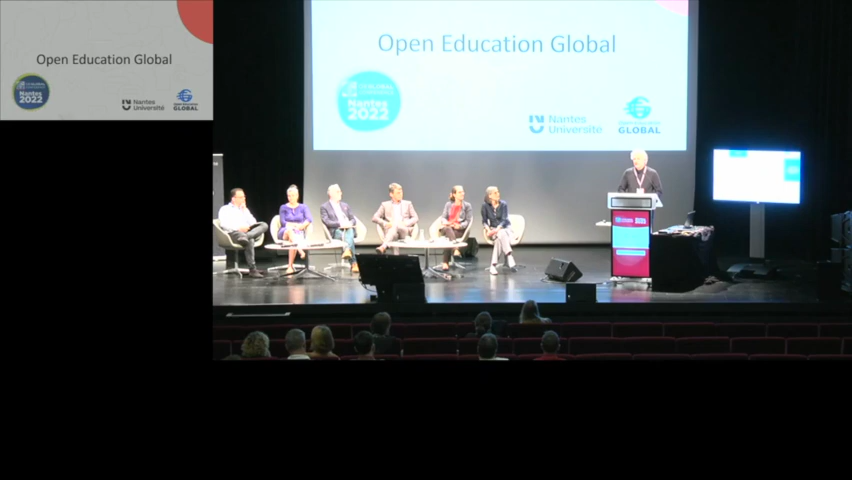 Open Education Global
Nantes
2022
Nantes
Université
GLOBAL
Open Education Global
Nantes
2022
Nantes
Université
GLOBAL